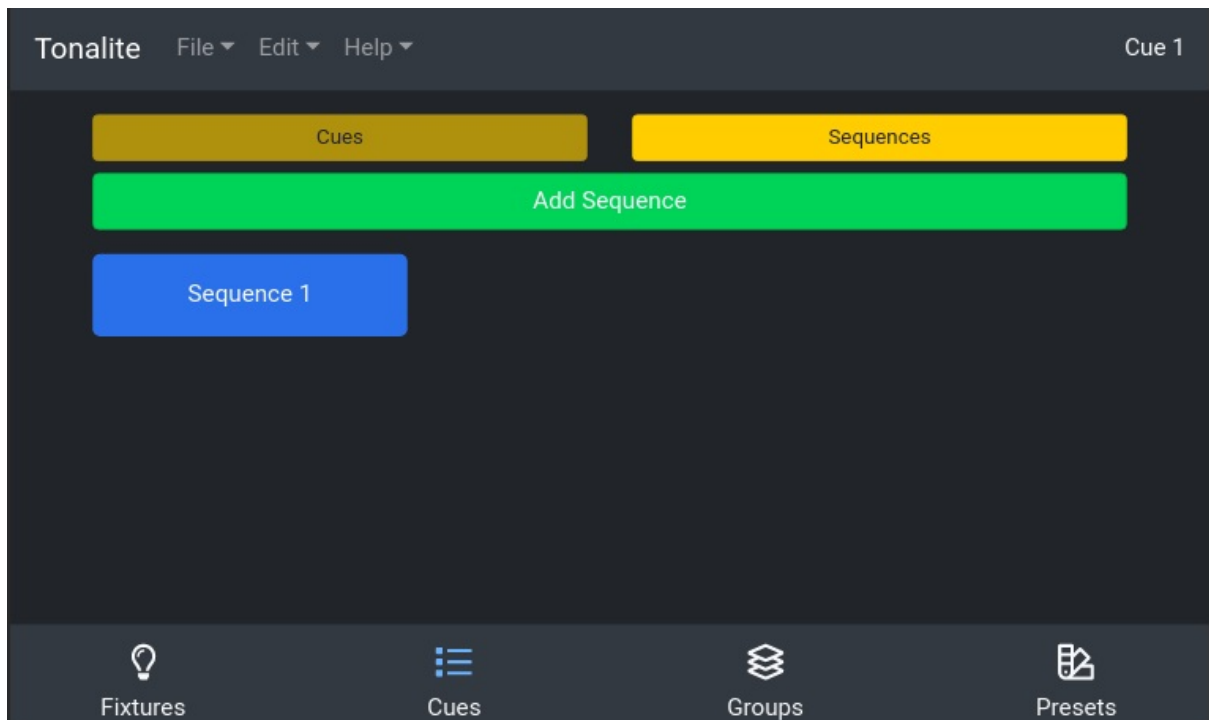 Tonalite File Edit Help Cue 1
Cues Sequences
Add Sequence
Sequence 1
Fixtures Cues Groups Presets